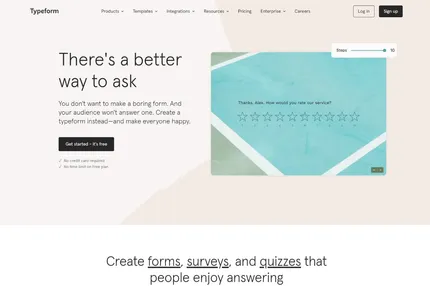 Typeform
Products
Templates
Integrations
Resources
Pricing
Enterprise
Careers
Log in
Sign up
There's a better
way to ask
You don't want to make a boring form. And
your audience won't answer one. Create a
typeform instead—and make everyone happy.
Get started – it's free
✓ No credit card required
✓ No time limit on free plan
Steps
10
Thanks, Alex. How would you rate our service?
Create forms, surveys, and quizzes that
people enjoy answering